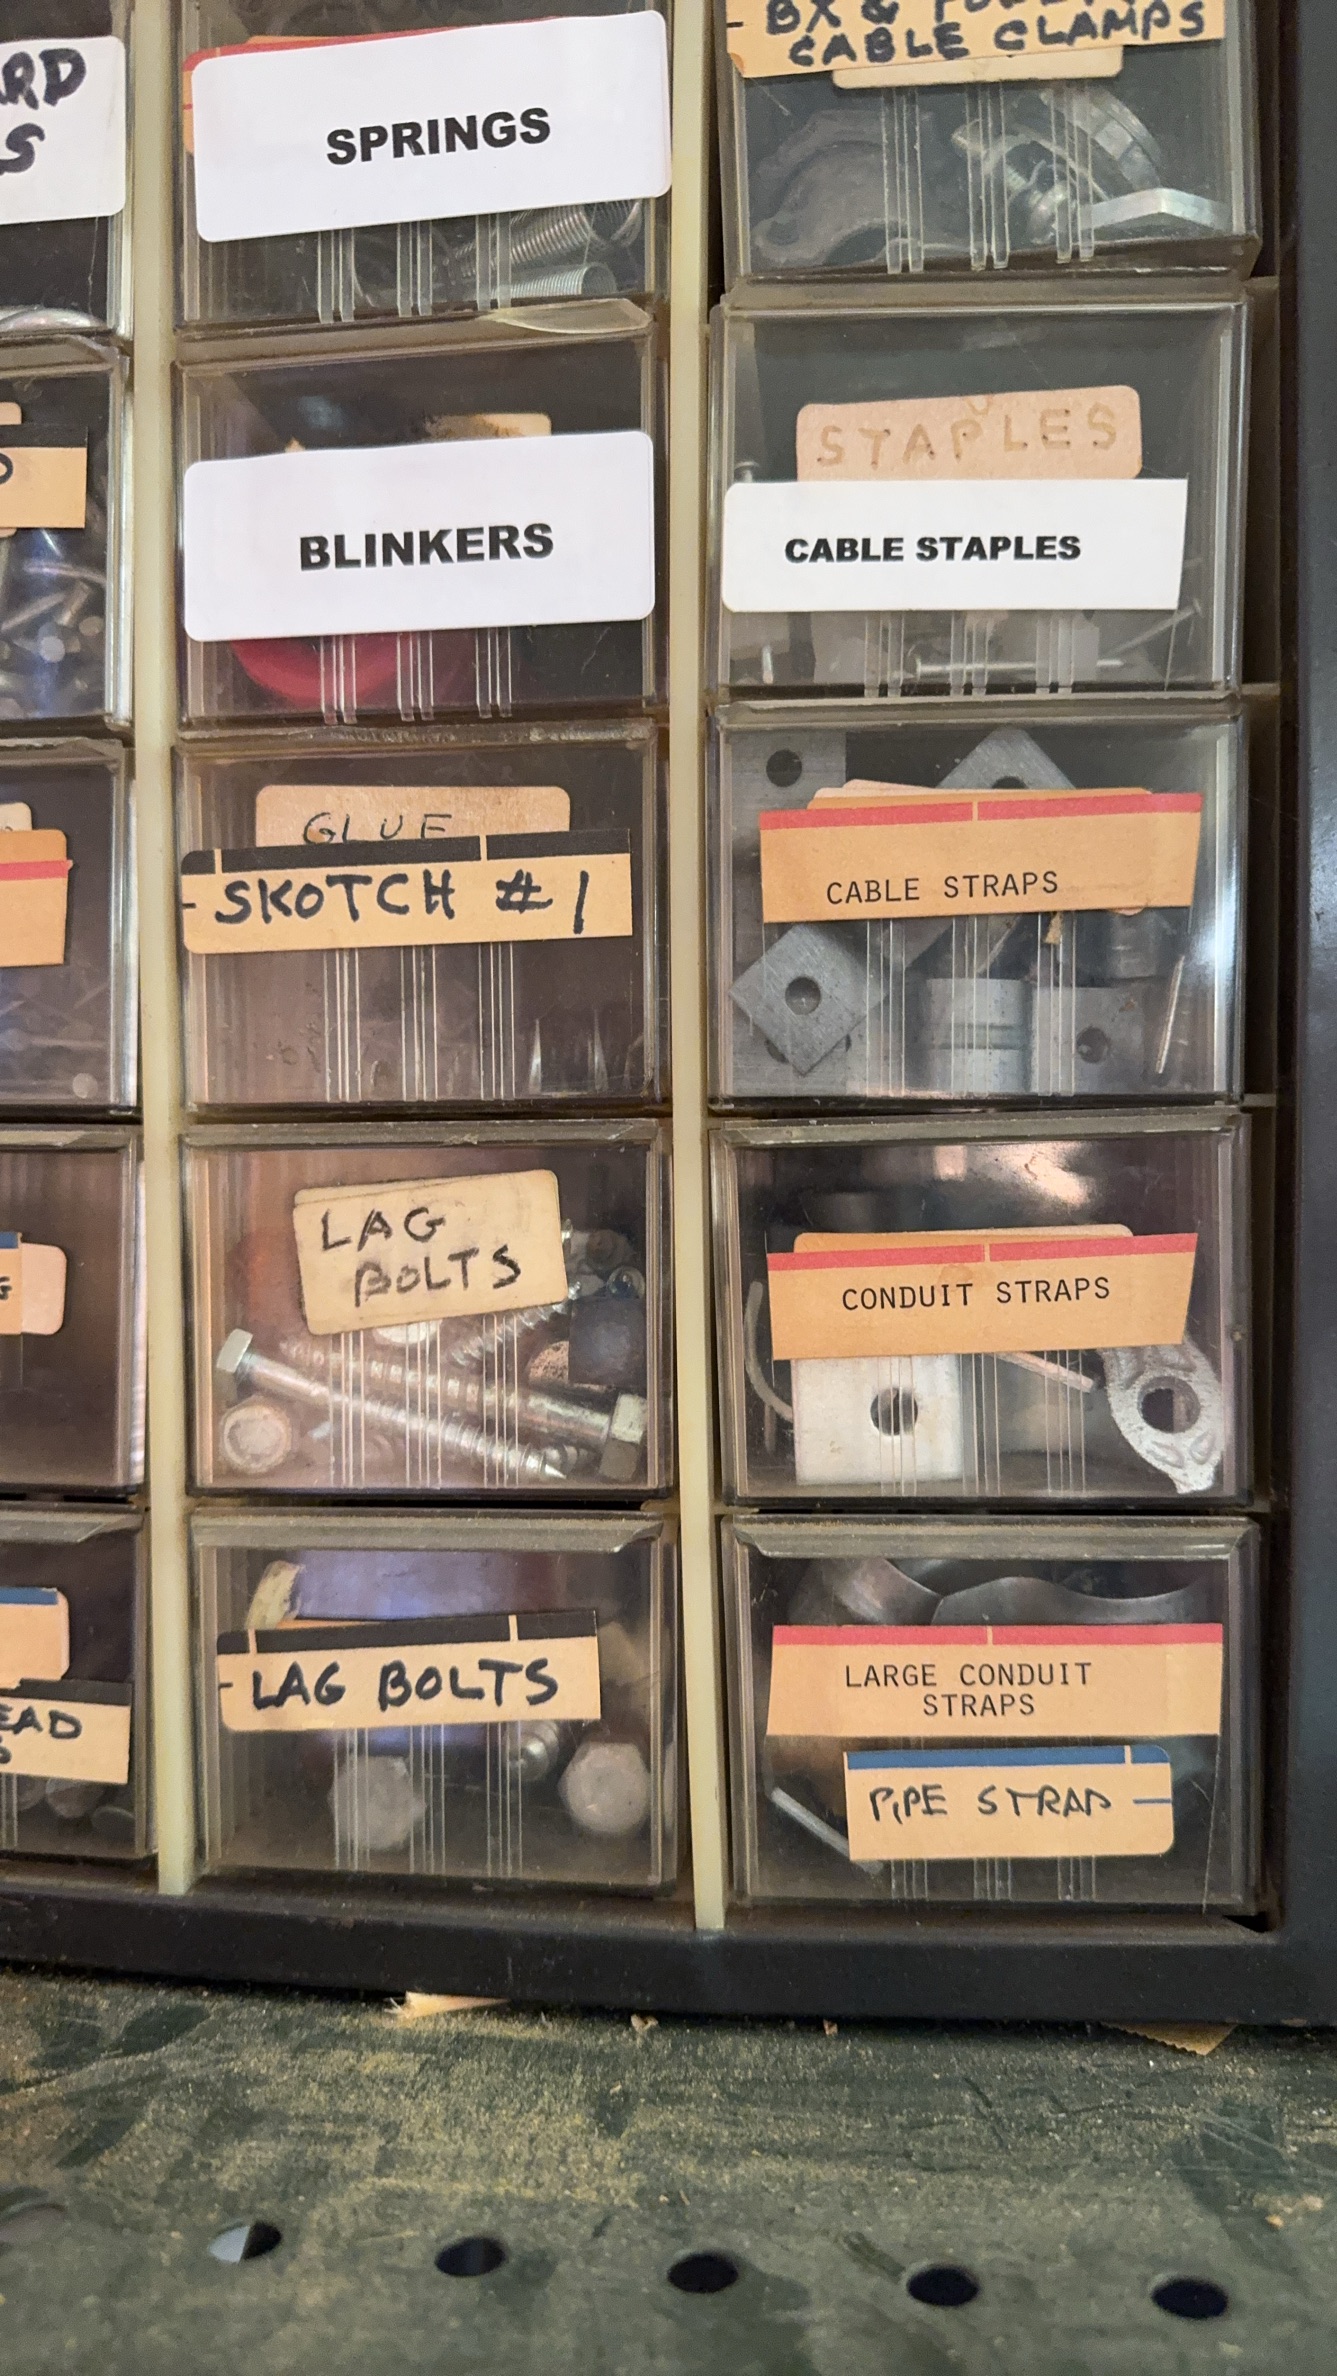 SPRINGS
BX &
CABLE CLAMPS
BLINKERS
STAPLES
CABLE STAPLES
GLUE
SKOTCH #1
CABLE STRAPS
LAG
BOLTS
CONDUIT STRAPS
LAG BOLTS
LARGE CONDUIT
STRAPS
PIPE STRAP